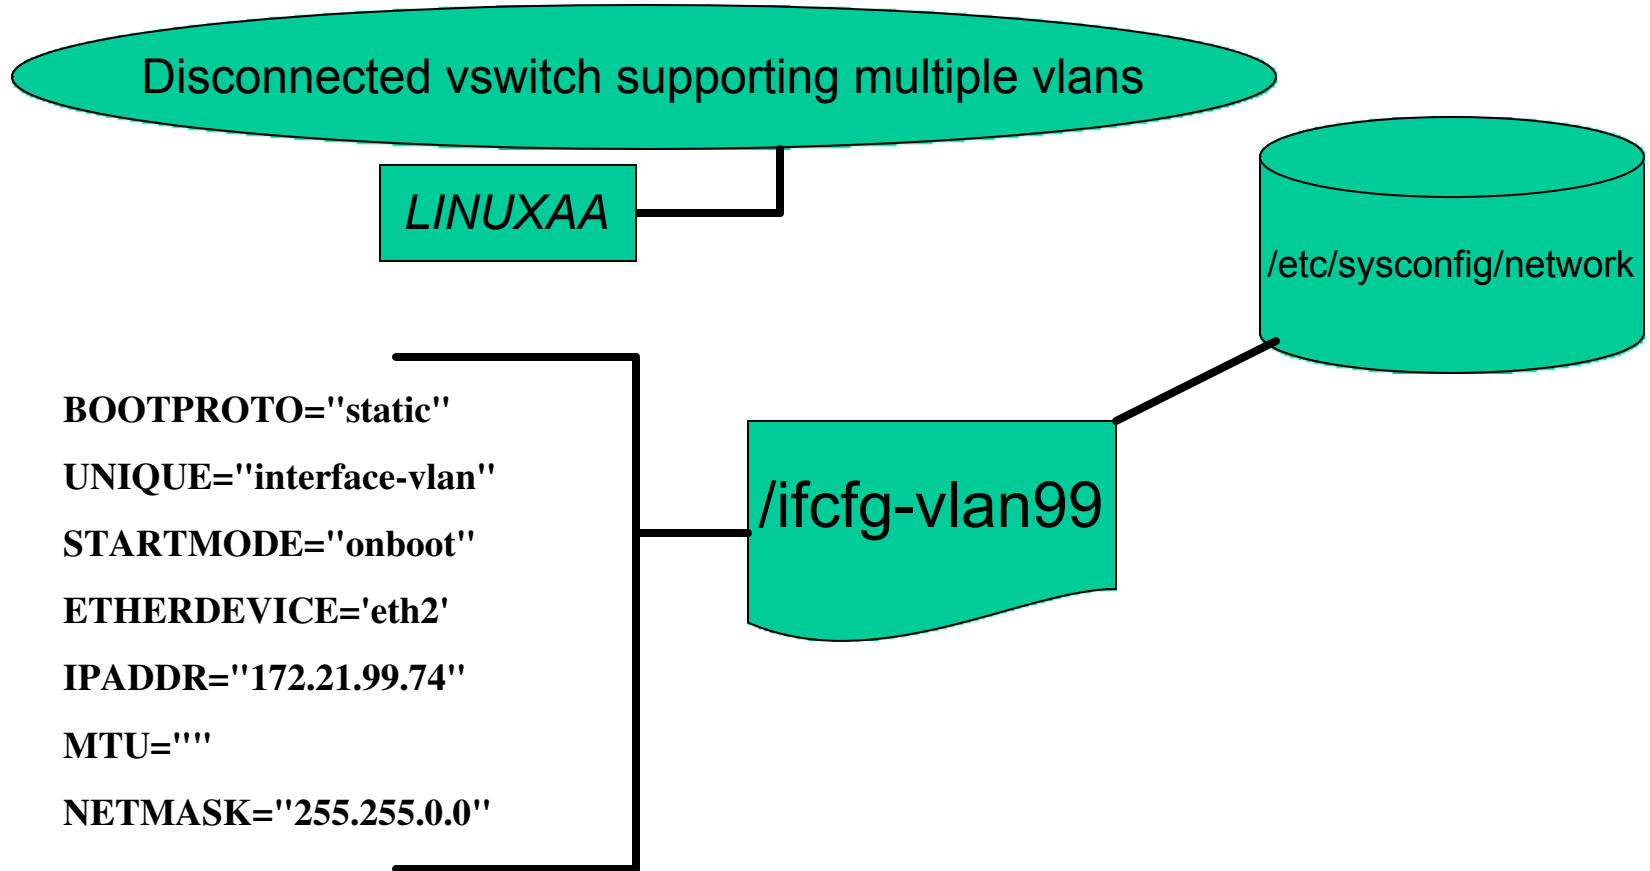 Disconnected vswitch supporting multiple vlans
LINUXAA
/etc/sysconfig/network
/ifcfg-vlan99
BOOTPROTO="static"
UNIQUE="interface-vlan"
STARTMODE="onboot"
ETHERDEVICE='eth2'
IPADDR="172.21.99.74"
MTU=""
NETMASK="255.255.0.0"